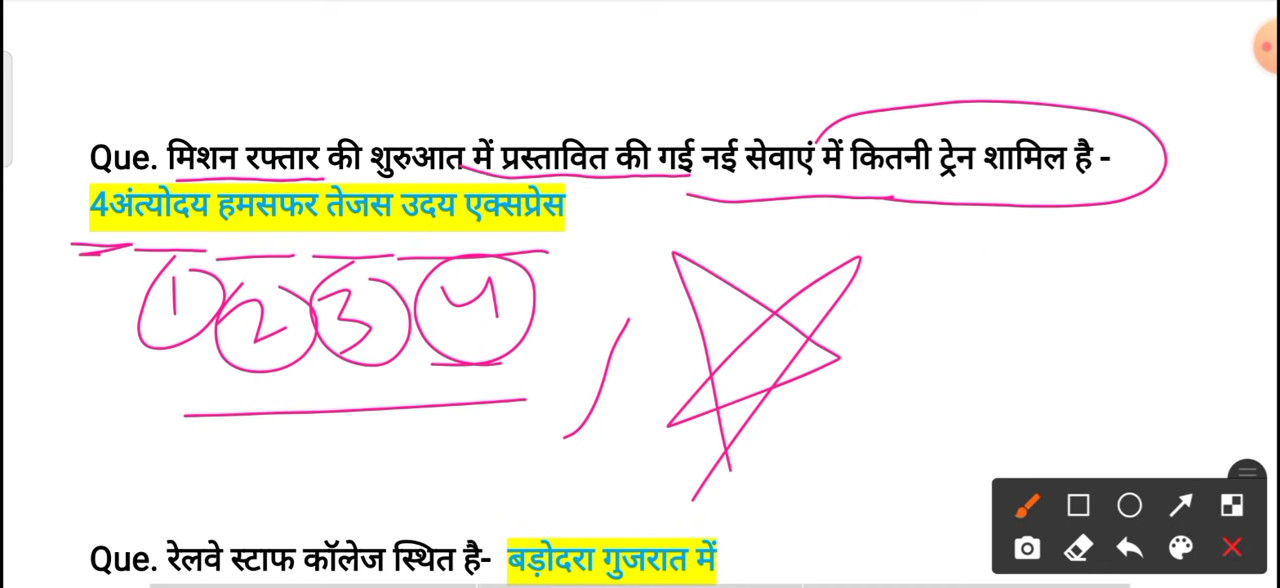 Que. मिशन रफ्तार की शुरुआत में प्रस्तावित की गई नई सेवाएं में कितनी ट्रेन शामिल है -
4अंत्योदय हमसफर तेजस उदय एक्सप्रेस
1 2 3 4
Que. रेलवे स्टाफ कॉलेज स्थित है- बड़ोदरा गुजरात में